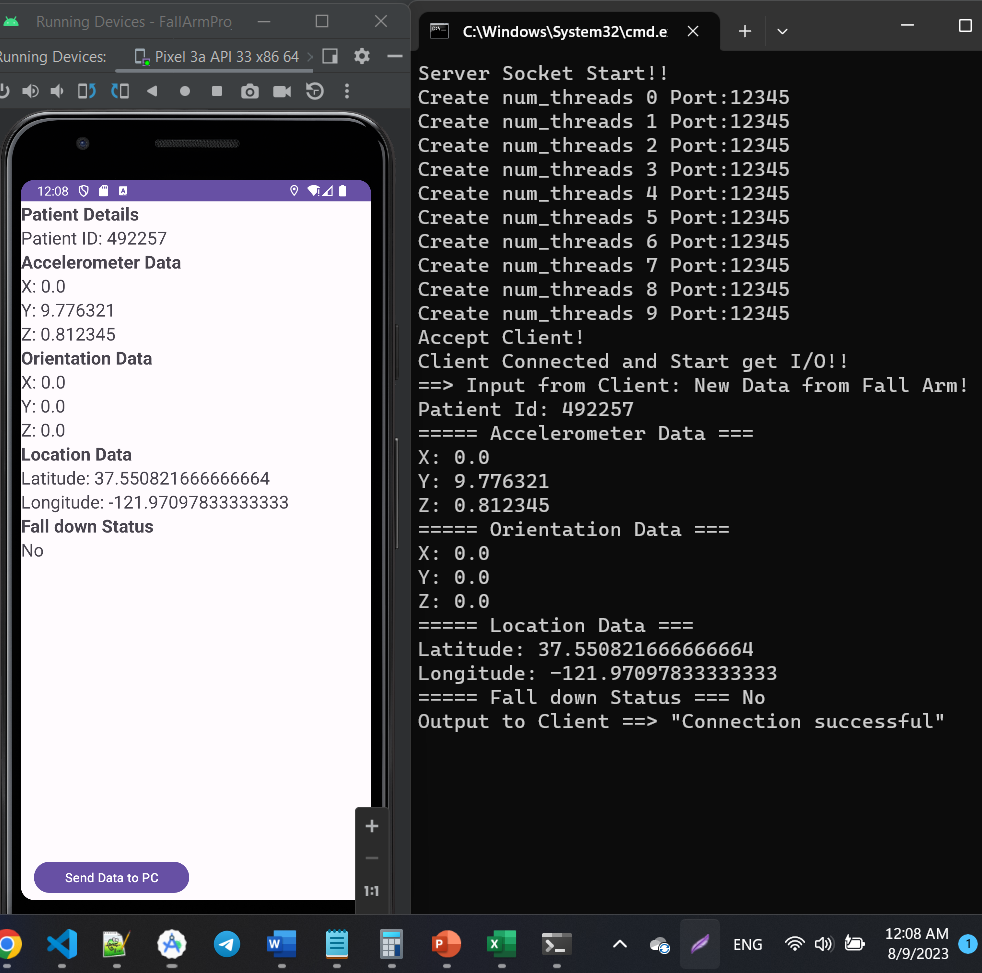 Running Devices - FallArmPro
Running Devices:
Pixel 3a API 33 x86 64
12:08
Patient Details
Patient ID: 492257
Accelerometer Data
X: 0.0
Y: 9.776321
Z: 0.812345
Orientation Data
X: 0.0
Y: 0.0
Z: 0.0
Location Data
Latitude: 37.550821666666664
Longitude: -121.97097833333333
Fall down Status
No
Send Data to PC
1:1
C:\Windows\System32\cmd.e
Server Socket Start!!
Create num_threads 0 Port:12345
Create num_threads 1 Port:12345
Create num_threads 2 Port:12345
Create num_threads 3 Port:12345
Create num_threads 4 Port:12345
Create num_threads 5 Port:12345
Create num_threads 6 Port:12345
Create num_threads 7 Port:12345
Create num_threads 8 Port:12345
Create num_threads 9 Port:12345
Accept Client!
Client Connected and Start get I/O!!
==> Input from Client: New Data from Fall Arm!
Patient Id: 492257
===== Accelerometer Data ===
X: 0.0
Y: 9.776321
Z: 0.812345
===== Orientation Data ===
X: 0.0
Y: 0.0
Z: 0.0
===== Location Data ===
Latitude: 37.550821666666664
Longitude: -121.97097833333333
===== Fall down Status === No
Output to Client ==> "Connection successful"
ENG
12:08 AM
8/9/2023
1